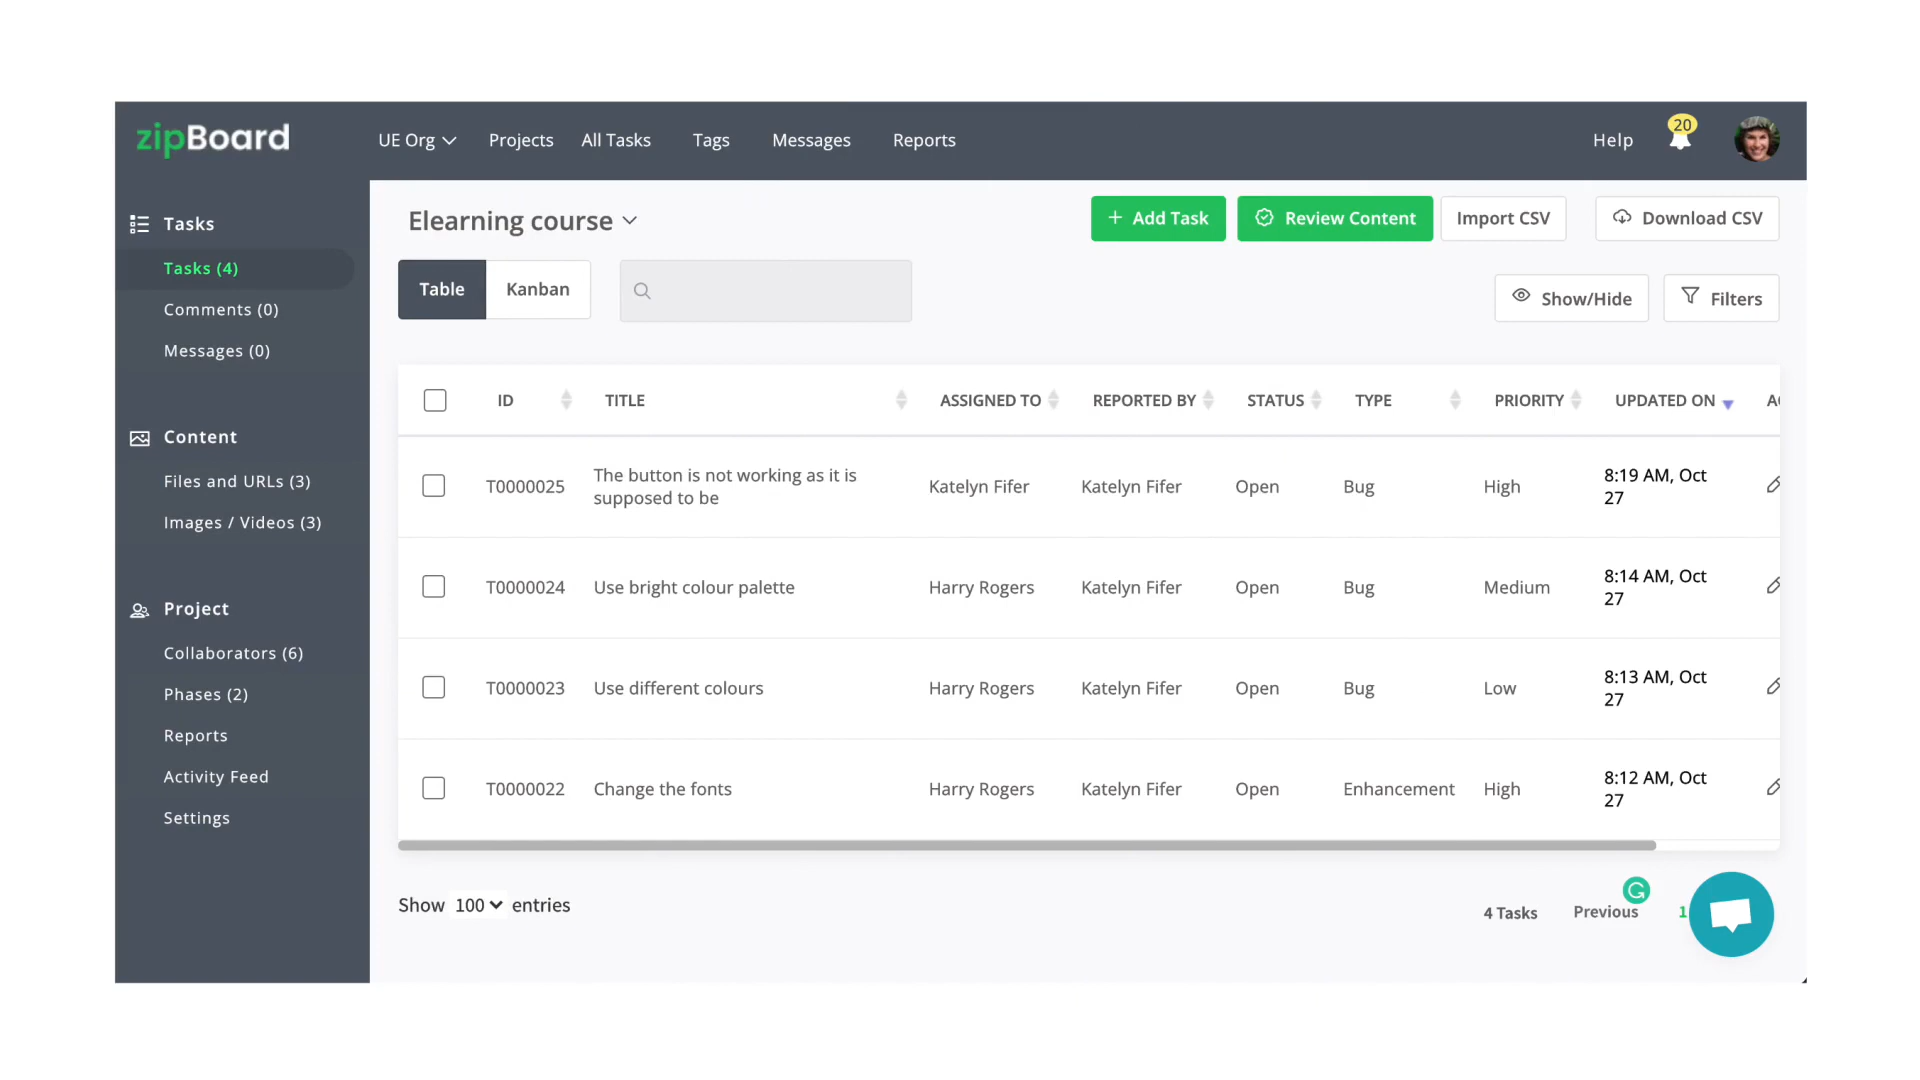 zipBoard
UE Org
Projects
All Tasks
Tags
Messages
Reports
Help
20
Tasks
Tasks (4)
Comments (0)
Messages (0)
Content
Files and URLs (3)
Images / Videos (3)
Project
Collaborators (6)
Phases (2)
Reports
Activity Feed
Settings
Elearning course
+ Add Task
Review Content
Import CSV
Download CSV
Table
Kanban
Show/Hide
Filters
ID
TITLE
ASSIGNED TO
REPORTED BY
STATUS
TYPE
PRIORITY
UPDATED ON
T0000025
The button is not working as it is
supposed to be
Katelyn Fifer
Katelyn Fifer
Open
Bug
High
8:19 AM, Oct
27
T0000024
Use bright colour palette
Harry Rogers
Katelyn Fifer
Open
Bug
Medium
8:14 AM, Oct
27
T0000023
Use different colours
Harry Rogers
Katelyn Fifer
Open
Bug
Low
8:13 AM, Oct
27
T0000022
Change the fonts
Harry Rogers
Katelyn Fifer
Open
Enhancement
High
8:12 AM, Oct
27
Show 100 entries
4 Tasks
Previous
1